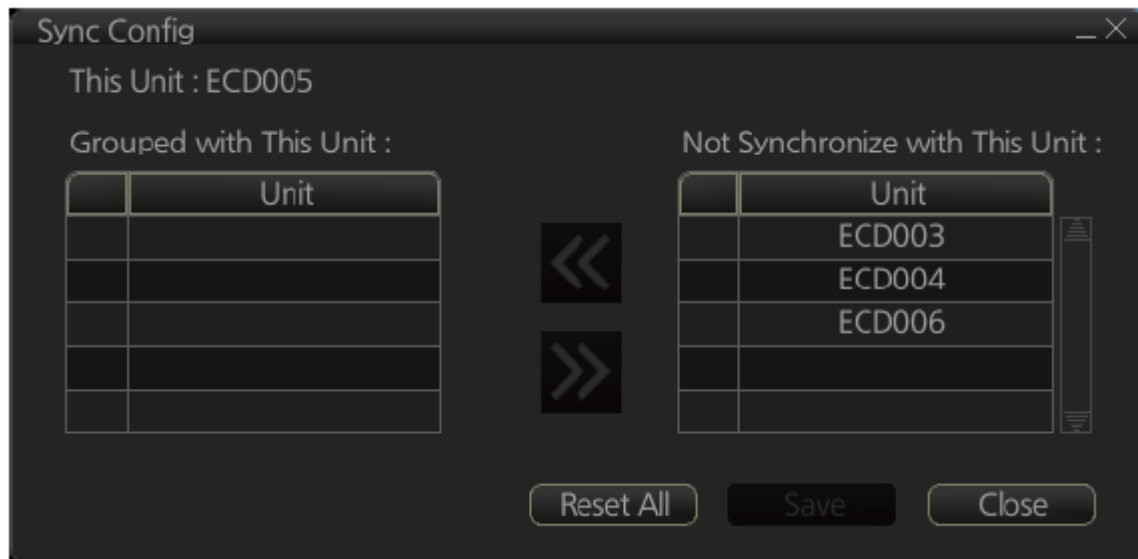 Sync Config
This Unit : ECD005
Grouped with This Unit :
Not Synchronize with This Unit :
Unit
Unit
ECD003
ECD004
ECD006
Reset All
Save
Close